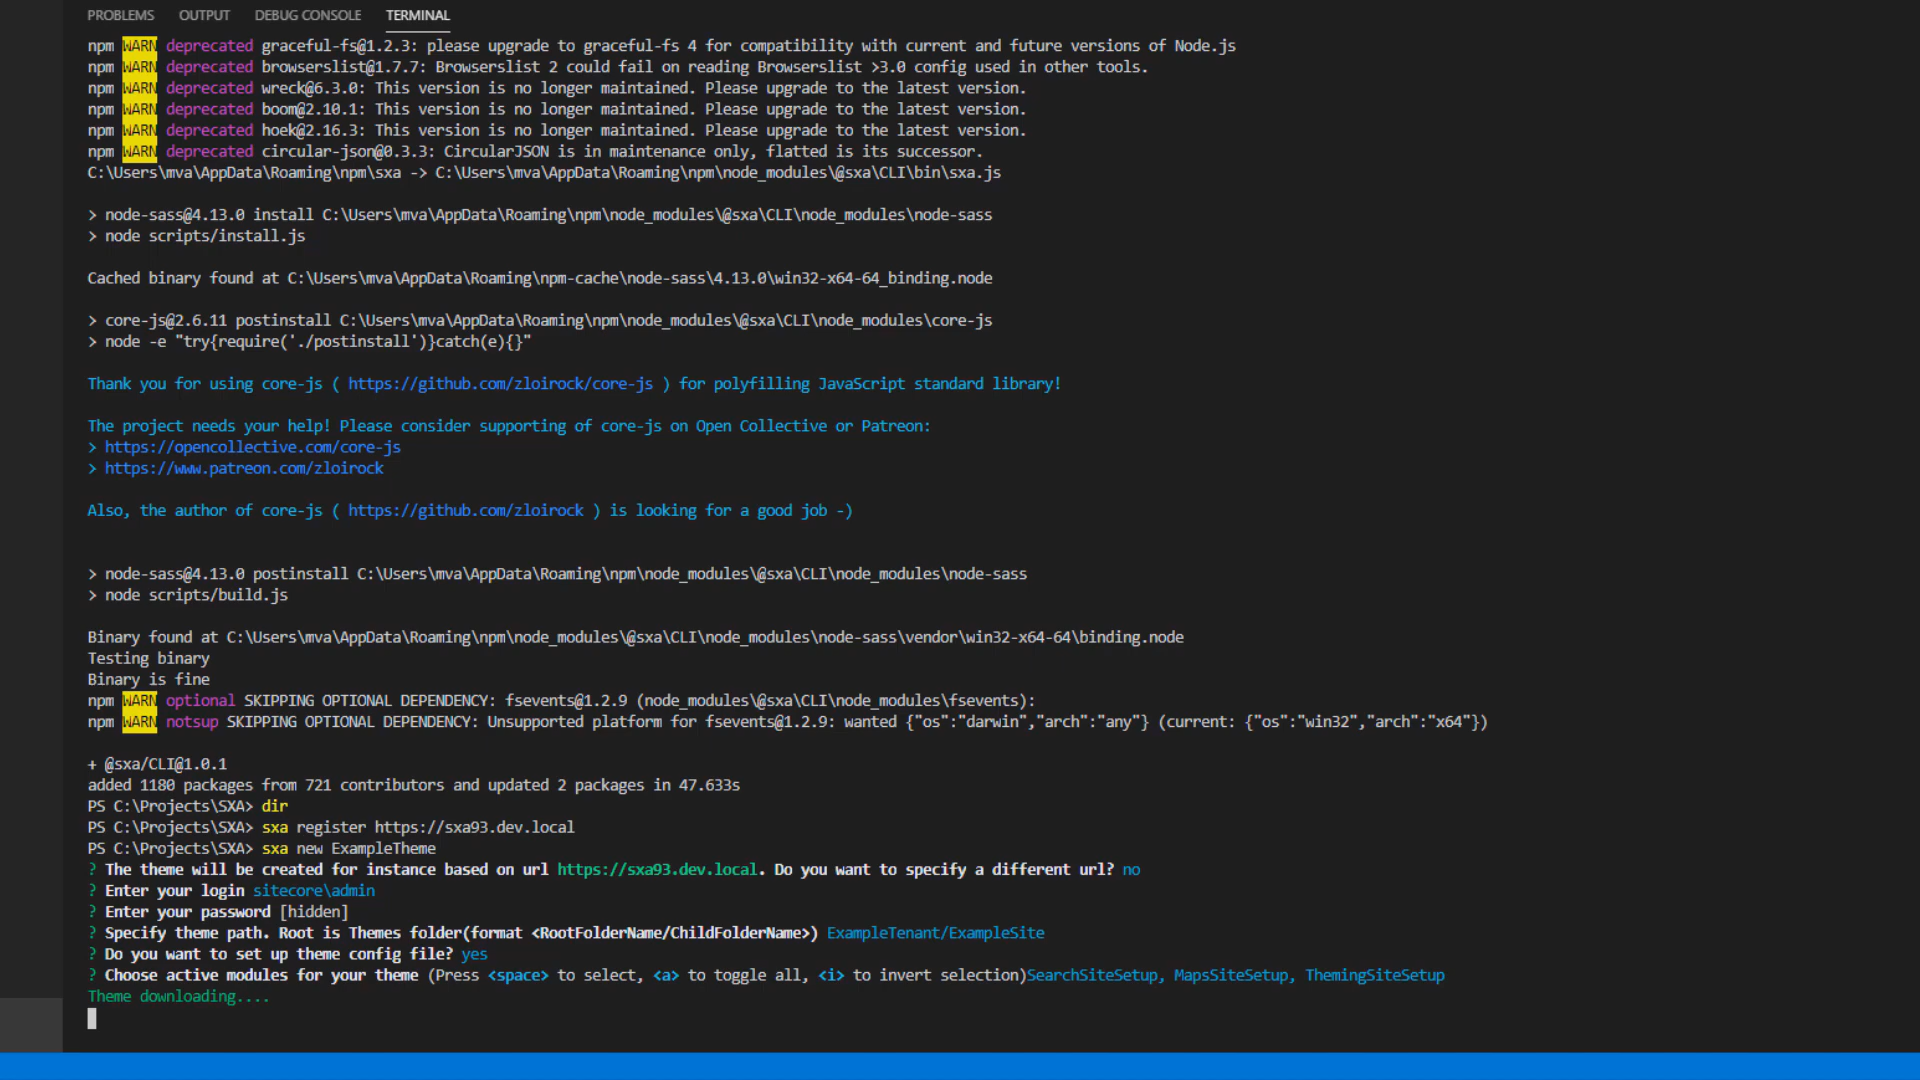 PROBLEMS OUTPUT DEBUG CONSOLE TERMINAL
npm WARN deprecated graceful-fs@1.2.3: please upgrade to graceful-fs 4 for compatibility with current and future versions of Node.js
npm WARN deprecated browserslist@1.7.7: Browserslist 2 could fail on reading Browserslist >3.0 config used in other tools.
npm WARN deprecated wreck@6.3.0: This version is no longer maintained. Please upgrade to the latest version.
npm WARN deprecated boom@2.10.1: This version is no longer maintained. Please upgrade to the latest version.
npm WARN deprecated hoek@2.16.3: This version is no longer maintained. Please upgrade to the latest version.
npm WARN deprecated circular-json@0.3.3: CircularJSON is in maintenance only, flatted is its successor.
C:\Users\mva\AppData\Roaming\npm\sxa -> C:\Users\mva\AppData\Roaming\npm\node_modules\@sxa\CLI\bin\sxa.js
> node-sass@4.13.0 install C:\Users\mva\AppData\Roaming\npm\node_modules\@sxa\CLI\node_modules\node-sass
> node scripts/install.js
Cached binary found at C:\Users\mva\AppData\Roaming\npm-cache\node-sass\4.13.0\win32-x64-64_binding.node
> core-js@2.6.11 postinstall C:\Users\mva\AppData\Roaming\npm\node_modules\@sxa\CLI\node_modules\core-js
> node -e "try{require('./postinstall')}catch(e){}"
Thank you for using core-js ( https://github.com/zloirock/core-js ) for polyfilling JavaScript standard library!
The project needs your help! Please consider supporting of core-js on Open Collective or Patreon:
> https://opencollective.com/core-js
> https://www.patreon.com/zloirock
Also, the author of core-js ( https://github.com/zloirock ) is looking for a good job -)
> node-sass@4.13.0 postinstall C:\Users\mva\AppData\Roaming\npm\node_modules\@sxa\CLI\node_modules\node-sass
> node scripts/build.js
Binary found at C:\Users\mva\AppData\Roaming\npm\node_modules\@sxa\CLI\node_modules\node-sass\vendor\win32-x64-64\binding.node
Testing binary
Binary is fine
npm WARN optional SKIPPING OPTIONAL DEPENDENCY: fsevents@1.2.9 (node_modules\@sxa\CLI\node_modules\fsevents):
npm WARN notsup SKIPPING OPTIONAL DEPENDENCY: Unsupported platform for fsevents@1.2.9: wanted {"os":"darwin","arch":"any"} (current: {"os":"win32","arch":"x64"})
+ @sxa/CLI@1.0.1
added 1180 packages from 721 contributors and updated 2 packages in 47.633s
PS C:\Projects\SXA> dir
PS C:\Projects\SXA> sxa register https://sxa93.dev.local
PS C:\Projects\SXA> sxa new ExampleTheme
? The theme will be created for instance based on url https://sxa93.dev.local. Do you want to specify a different url? no
? Enter your login sitecore\admin
? Enter your password [hidden]
? Specify theme path. Root is Themes folder(format <RootFolderName/ChildFolderName>) ExampleTenant/ExampleSite
? Do you want to set up theme config file? yes
? Choose active modules for your theme (Press <space> to select, <a> to toggle all, <i> to invert selection)SearchSiteSetup, MapsSiteSetup, ThemingSiteSetup
Theme downloading....